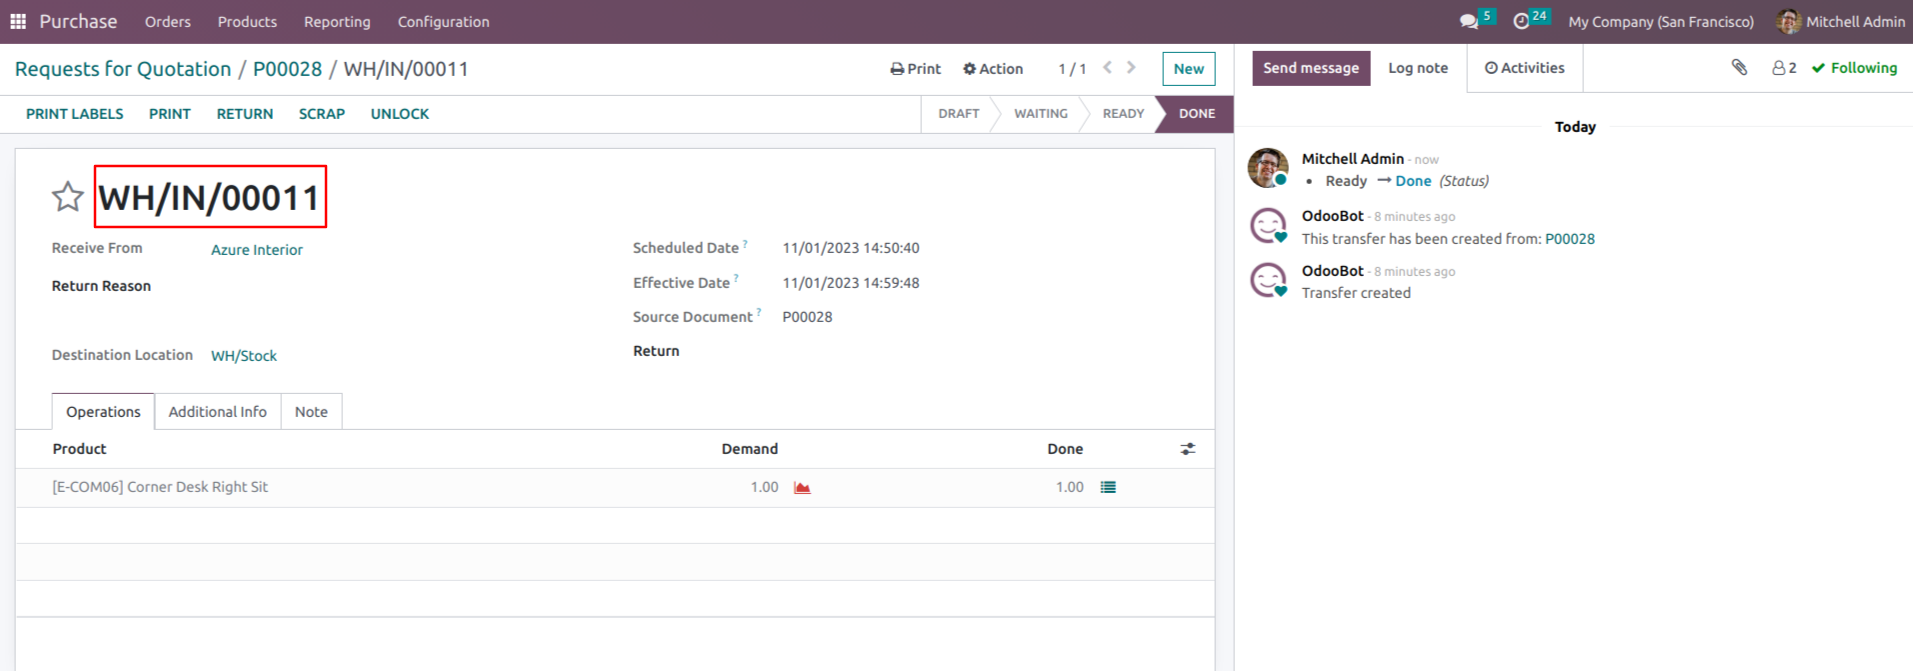 Purchase Orders Products Reporting Configuration 5 24 My Company (San Francisco) Mitchell Admin
Requests for Quotation / P00028 / WH/IN/00011 Print Action 1 / 1 New
PRINT LABELS PRINT RETURN SCRAP UNLOCK DRAFT WAITING READY DONE
WH/IN/00011
Receive From Azure Interior
Return Reason
Destination Location WH/Stock
Scheduled Date ? 11/01/2023 14:50:40
Effective Date ? 11/01/2023 14:59:48
Source Document ? P00028
Return
Operations Additional Info Note
Product Demand Done
[E-COM06] Corner Desk Right Sit 1.00 1.00
Send message Log note Activities 2 Following
Today
Mitchell Admin - now
• Ready → Done (Status)
OdooBot - 8 minutes ago
This transfer has been created from: P00028
OdooBot - 8 minutes ago
Transfer created